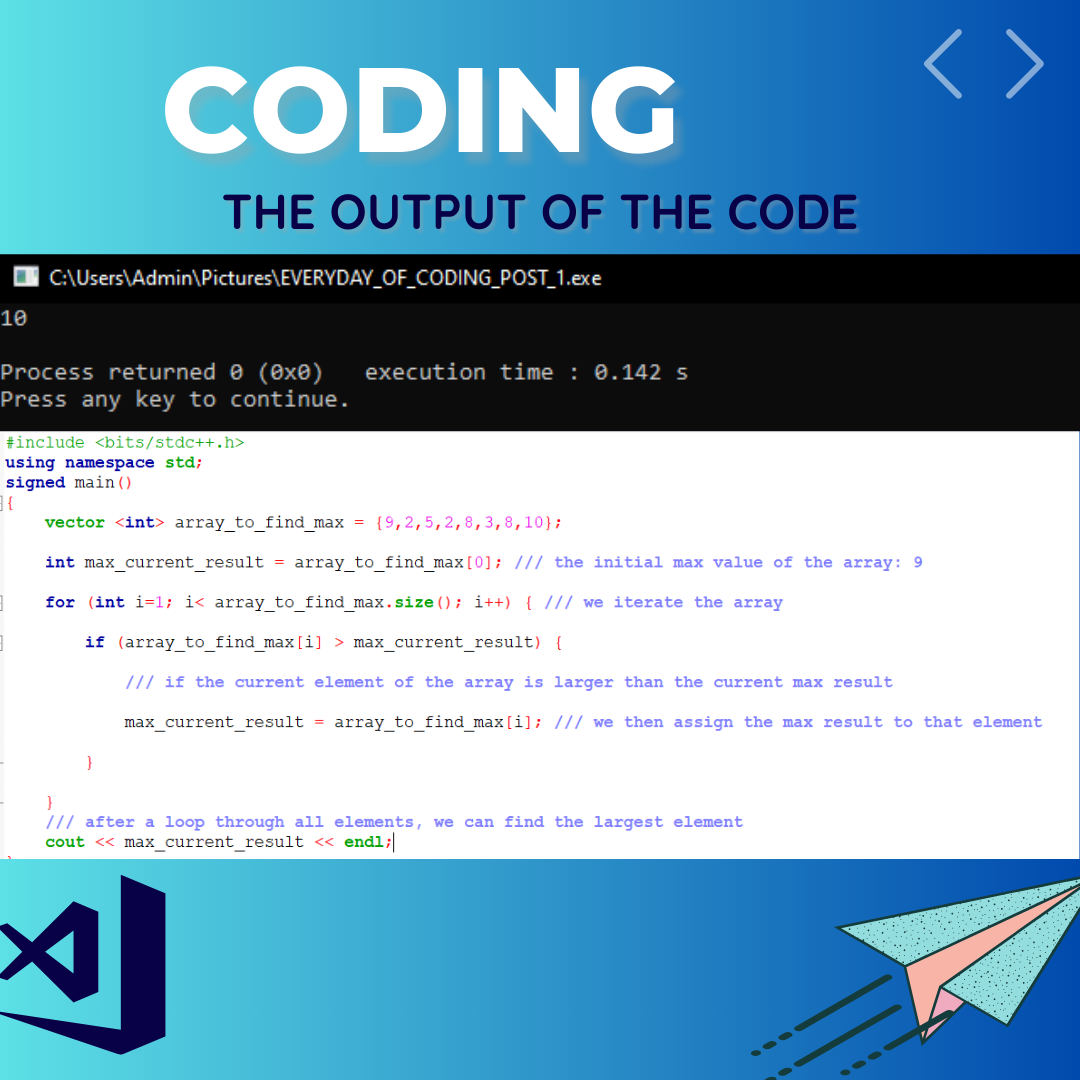 CODING
THE OUTPUT OF THE CODE
C:\Users\Admin\Pictures\EVERYDAY_OF_CODING_POST_1.exe
10
Process returned 0 (0x0)   execution time : 0.142 s
Press any key to continue.
#include <bits/stdc++.h>
using namespace std;
signed main()
{
    vector <int> array_to_find_max = {9,2,5,2,8,3,8,10};
    int max_current_result = array_to_find_max[0]; /// the initial max value of the array: 9
    for (int i=1; i< array_to_find_max.size(); i++) { /// we iterate the array
        if (array_to_find_max[i] > max_current_result) {
            /// if the current element of the array is larger than the current max result
            max_current_result = array_to_find_max[i]; /// we then assign the max result to that element
        }
    }
    /// after a loop through all elements, we can find the largest element
    cout << max_current_result << endl;